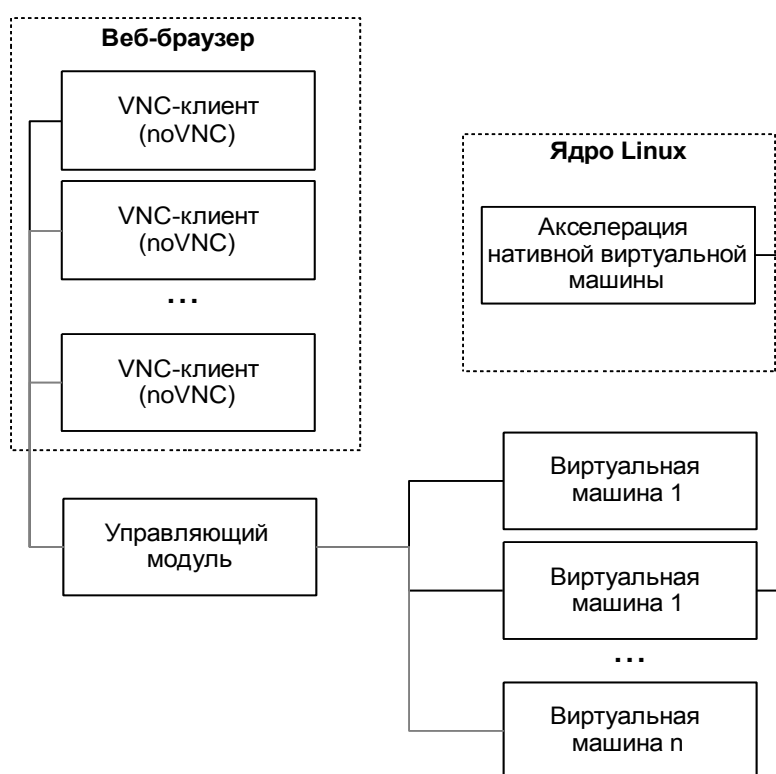 Веб-браузер
VNC-клиент
(noVNC)
VNC-клиент
(noVNC)
...
VNC-клиент
(noVNC)
Ядро Linux
Акселерация
нативной виртуальной
машины
Управляющий
модуль
Виртуальная
машина 1
Виртуальная
машина 1
...
Виртуальная
машина n